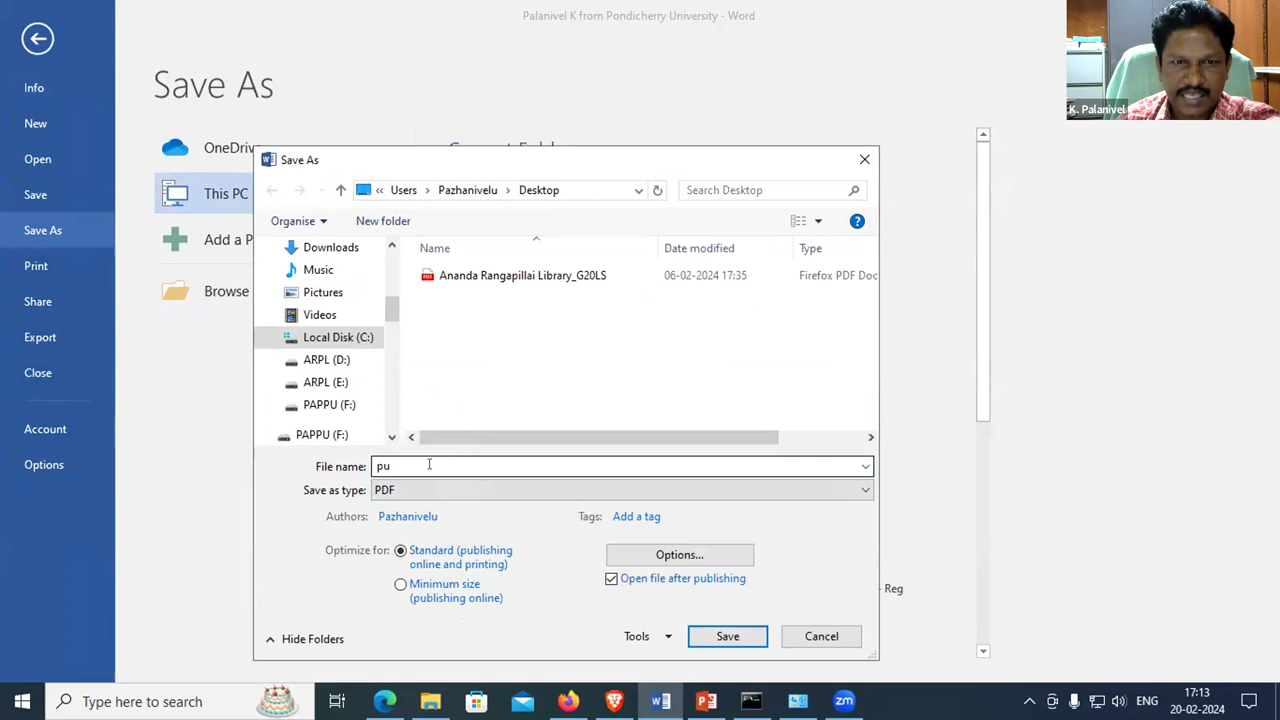 Palanivel K from Pondicherry University - Word
K. Palanivel
Info
New
Open
Save
Save As
Print
Share
Export
Close
Account
Options
Save As
OneDriv
This PC
Add a P
Browse
Save As
Users Pazhanivelu Desktop
Search Desktop
Organise New folder
Name Date modified Type
Ananda Rangapillai Library_G20LS 06-02-2024 17:35 Firefox PDF Doc
Downloads
Music
Pictures
Videos
Local Disk (C:)
ARPL (D:)
ARPL (E:)
PAPPU (F:)
PAPPU (F:)
File name: pu
Save as type: PDF
Authors: Pazhanivelu Tags: Add a tag
Optimize for: Standard (publishing
online and printing)
Minimum size
(publishing online)
Options...
Open file after publishing
- Reg
Hide Folders
Tools Save Cancel
Type here to search
zm
ENG
17:13
20-02-2024